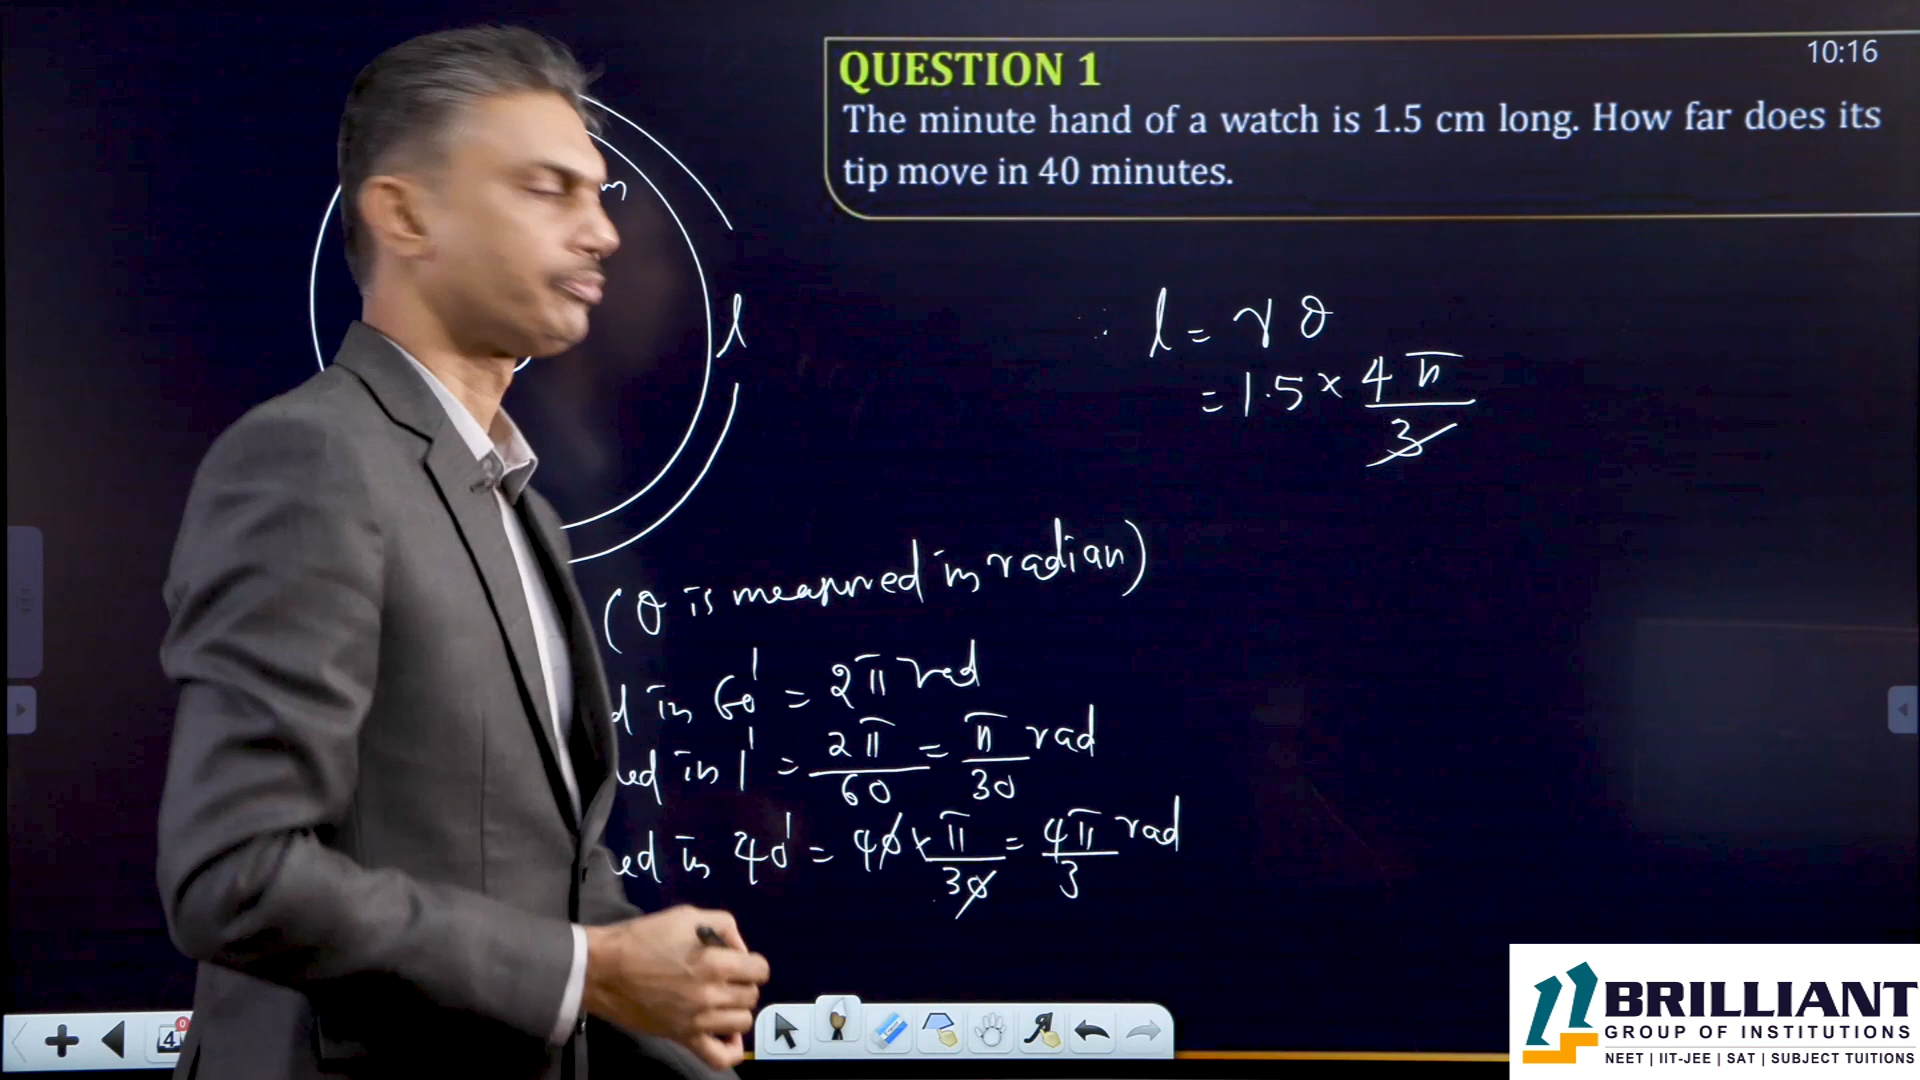 10:16
QUESTION 1
The minute hand of a watch is 1.5 cm long. How far does its
tip move in 40 minutes.
l
∴ l = r θ
= 1.5 × 4π/3
(θ is measured in radian)
in 60' = 2π rad
in 1' = 2π/60 = π/30 rad
in 40' = 40 × π/30 = 4π/3 rad
4
0
BRILLIANT
GROUP OF INSTITUTIONS
NEET | IIT-JEE | SAT | SUBJECT TUITIONS